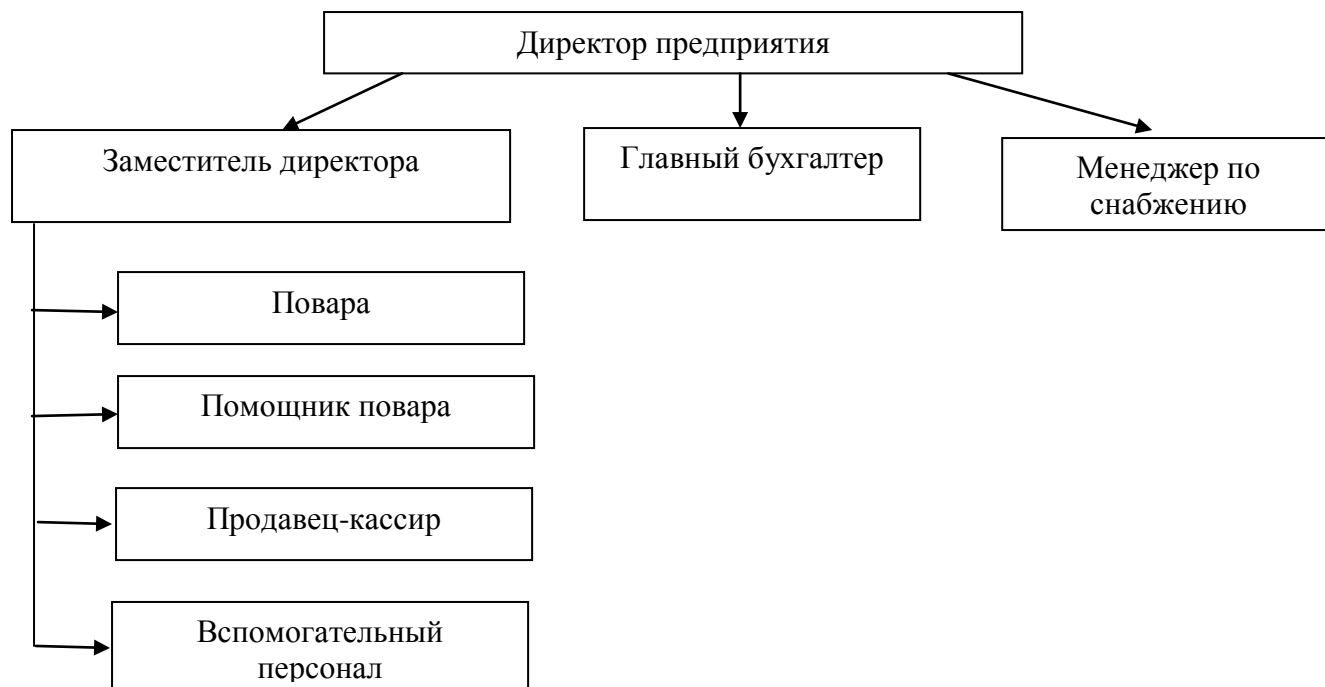 Директор предприятия
Заместитель директора
Главный бухгалтер
Менеджер по
снабжению
Повара
Помощник повара
Продавец-кассир
Вспомогательный
персонал